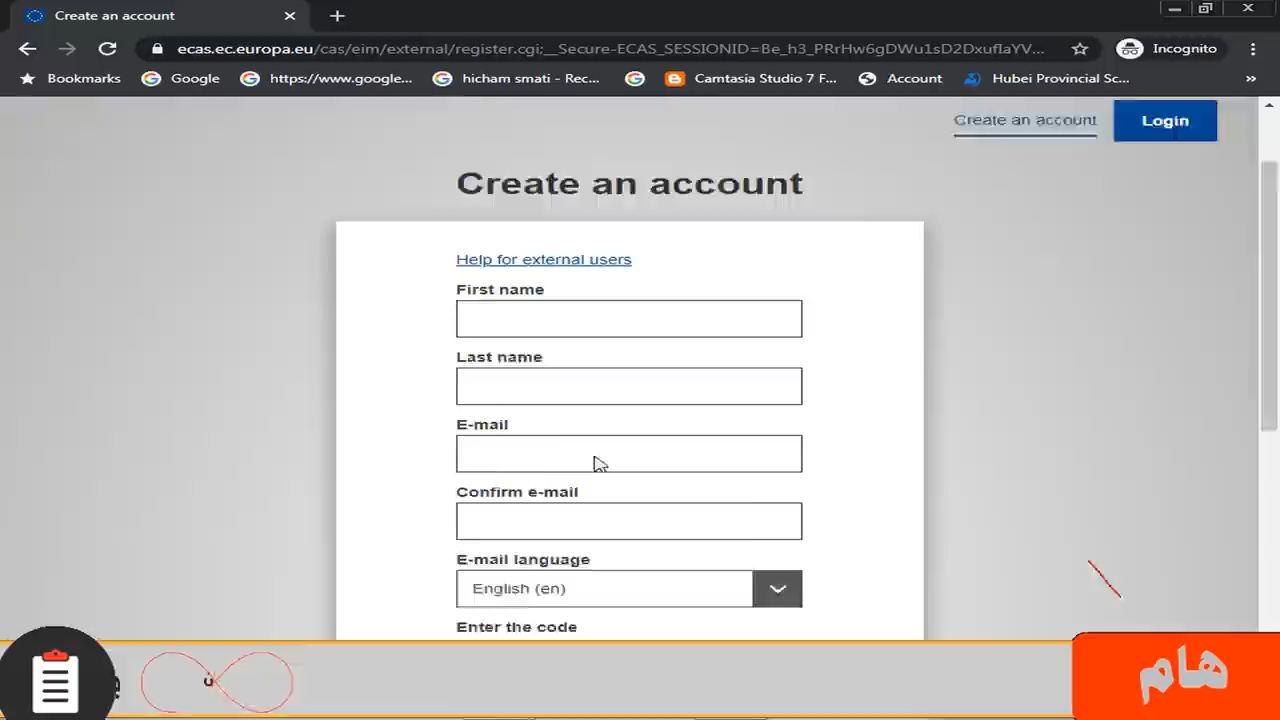 Create an account
ecas.ec.europa.eu/cas/eim/external/register.cgi;__Secure-ECAS_SESSIONID=Be_h3_PRrHw6gDWu1sD2DxufIaYV...
Incognito
Bookmarks
Google
https://www.google...
hicham smati - Rec...
Camtasia Studio 7 F...
Account
Hubei Provincial Sc...
»
Create an account
Login
Create an account
Help for external users
First name
Last name
E-mail
Confirm e-mail
E-mail language
English (en)
Enter the code
هام